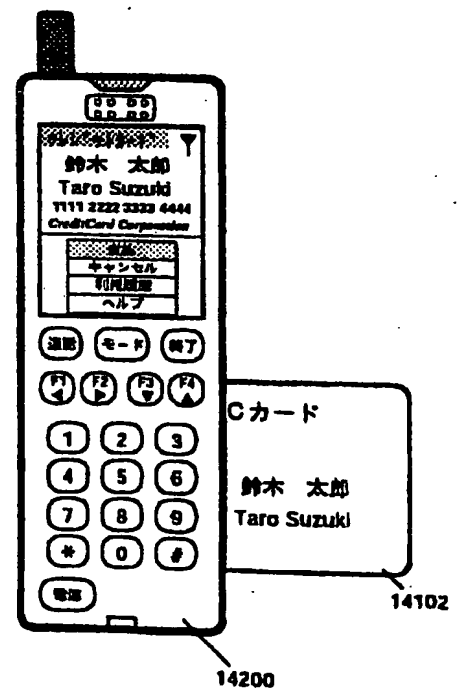 鈴木 太郎
Taro Suzuki
1111 2222 3333 4444
CreditCard Corporation
キャンセル
利用履歴
ヘルプ
通話 モード 終了
F1 F2 F3 F4
1 2 3
4 5 6
7 8 9
* 0 #
電源
Cカード
鈴木 太郎
Taro Suzuki
14102
14200